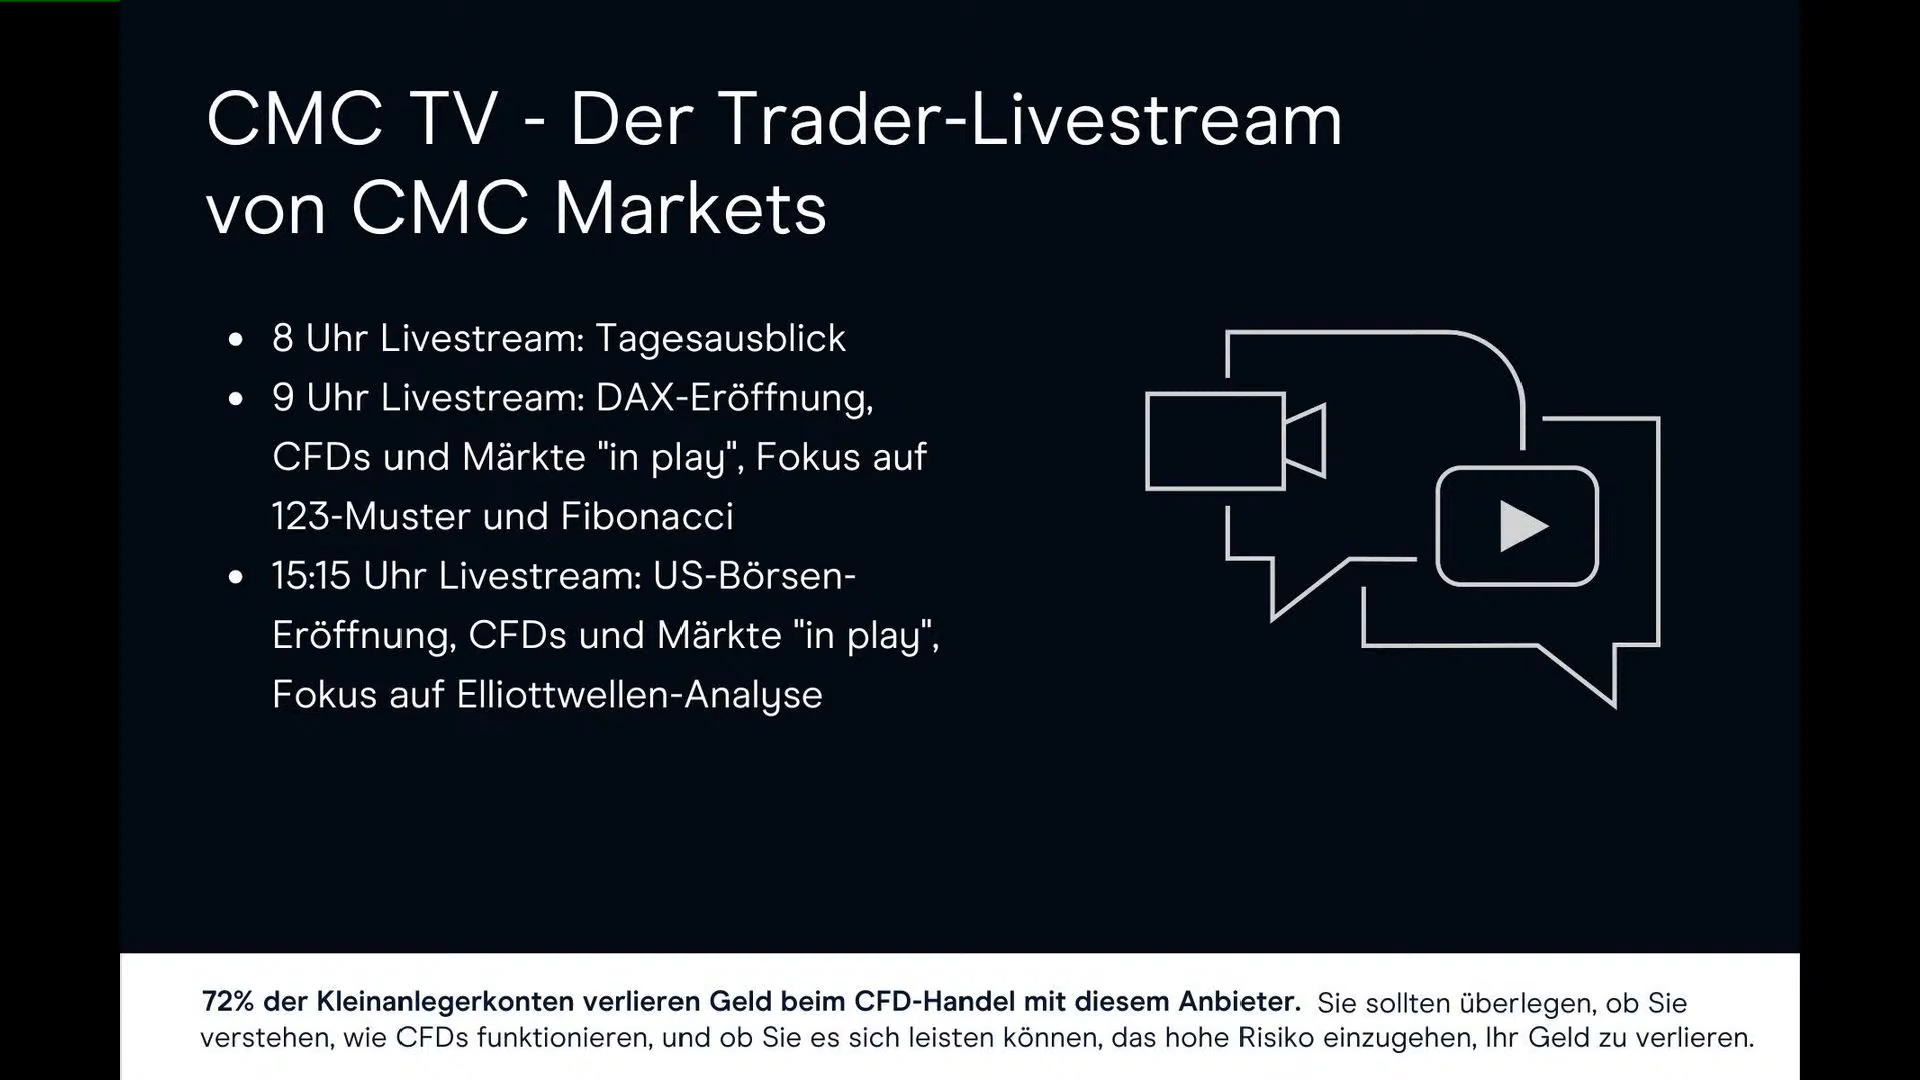 CMC TV - Der Trader-Livestream
von CMC Markets
• 8 Uhr Livestream: Tagesausblick
• 9 Uhr Livestream: DAX-Eröffnung,
CFDs und Märkte "in play", Fokus auf
123-Muster und Fibonacci
• 15:15 Uhr Livestream: US-Börsen-
Eröffnung, CFDs und Märkte "in play",
Fokus auf Elliottwellen-Analyse
72% der Kleinanlegerkonten verlieren Geld beim CFD-Handel mit diesem Anbieter. Sie sollten überlegen, ob Sie
verstehen, wie CFDs funktionieren, und ob Sie es sich leisten können, das hohe Risiko einzugehen, Ihr Geld zu verlieren.